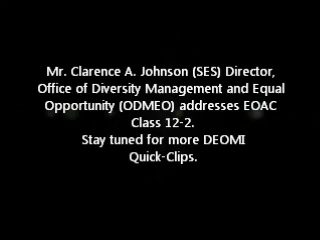 Mr. Clarence A. Johnson (SES) Director,
Office of Diversity Management and Equal
Opportunity (ODMEO) addresses EOAC
Class 12-2.
Stay tuned for more DEOMI
Quick-Clips.